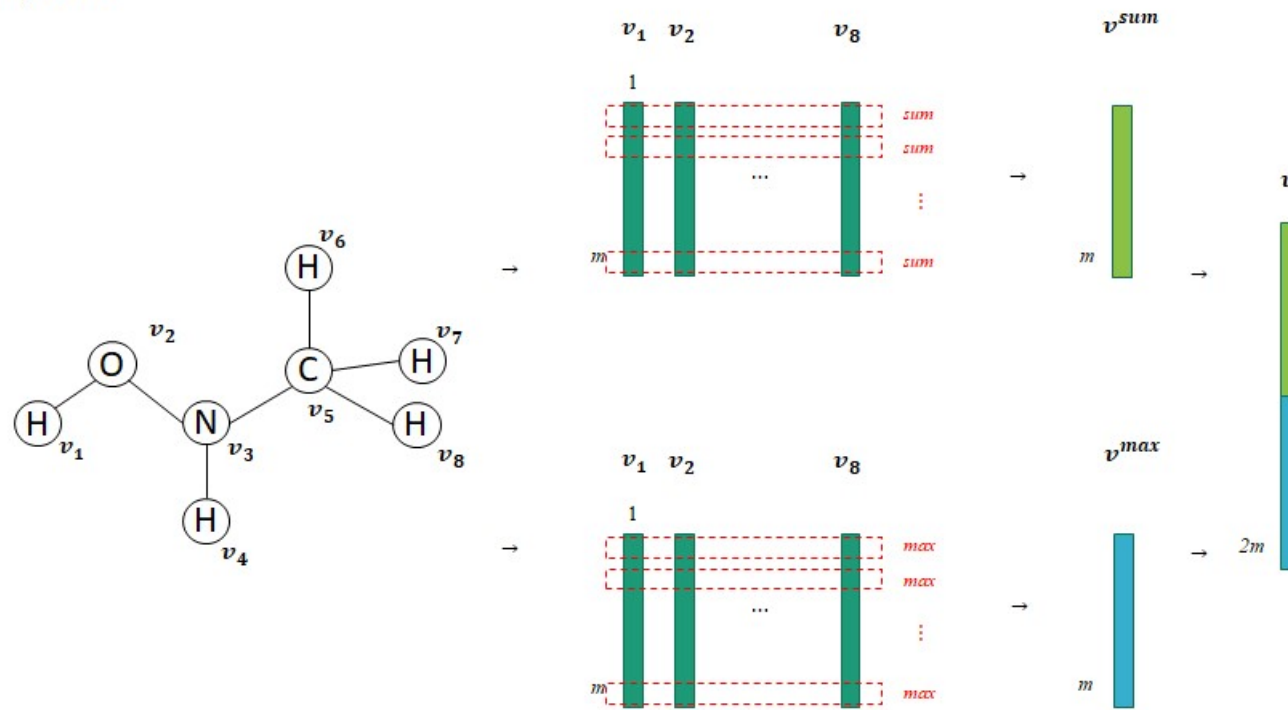 v₁ v₂ v₈ v^sum
1
sum
sum
... → ⋮ →
m sum m →
v
v₆
H
→
v₂ v₇
O C H
H N v₅ H
v₁ v₃ v₈
H
v₄
v₁ v₂ v₈ v^max
1
→ max → 2m
max
... → ⋮
m max m